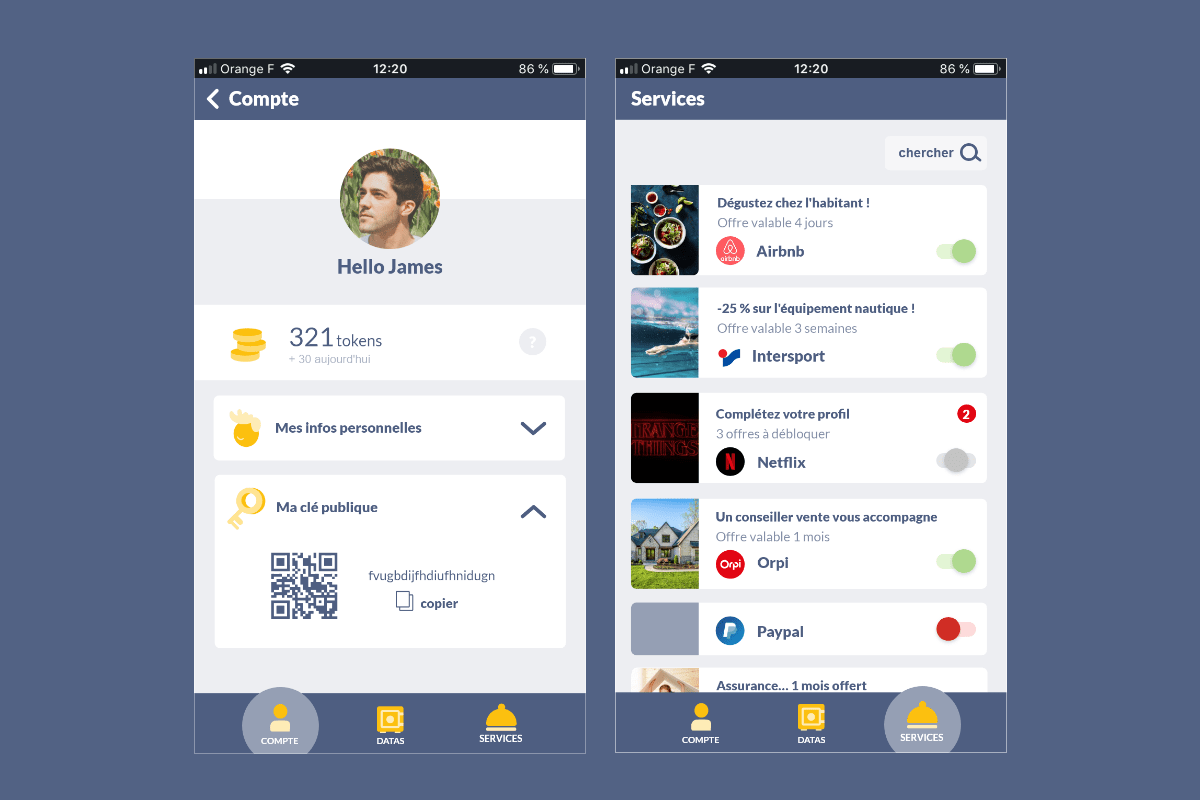 Orange F 12:20 86 %
Compte
Hello James
321 tokens
+ 30 aujourd'hui
?
Mes infos personnelles
Ma clé publique
fvugbdijfhdiufhnidugn
copier
COMPTE DATAS SERVICES
Orange F 12:20 86 %
Services
chercher
Dégustez chez l'habitant !
Offre valable 4 jours
airbnb Airbnb
-25 % sur l'équipement nautique !
Offre valable 3 semaines
Intersport
TRANGE
THINGS
Complétez votre profil 2
3 offres à débloquer
N Netflix
Un conseiller vente vous accompagne
Offre valable 1 mois
Orpi Orpi
P Paypal
Assurance... 1 mois offert
COMPTE DATAS SERVICES